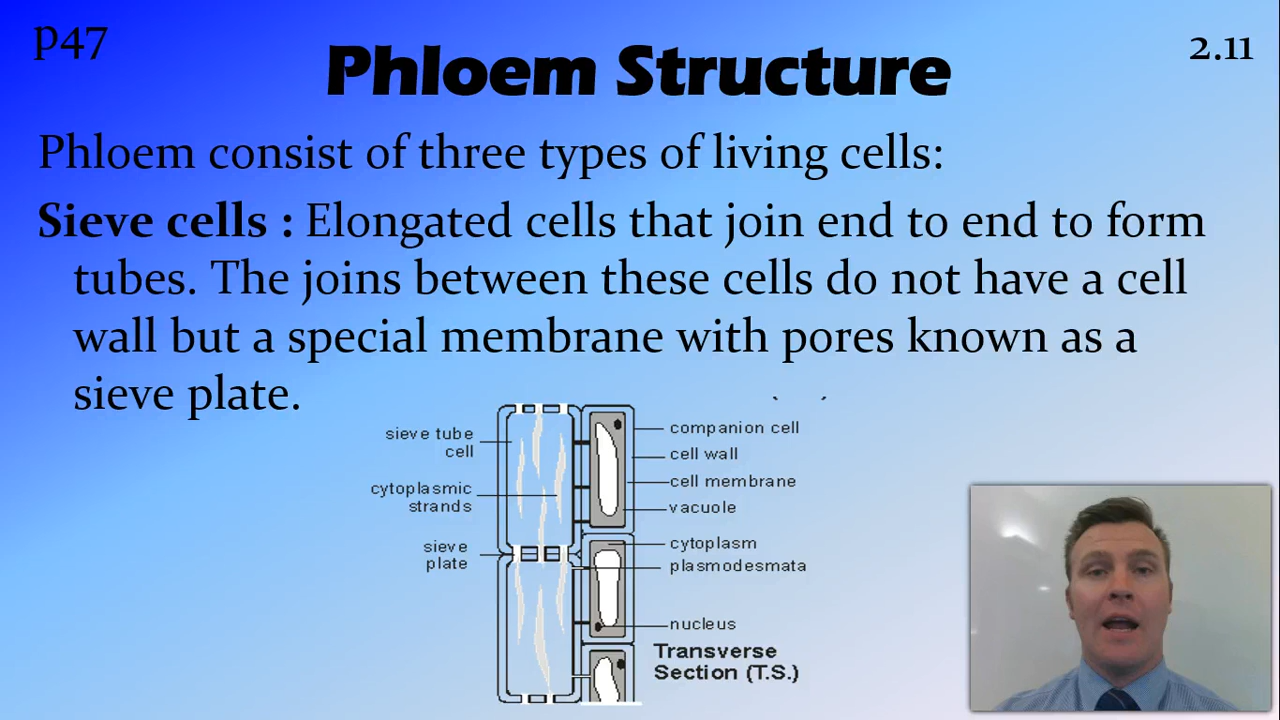 p47
2.11
Phloem Structure
Phloem consist of three types of living cells:
Sieve cells : Elongated cells that join end to end to form
tubes. The joins between these cells do not have a cell
wall but a special membrane with pores known as a
sieve plate.
sieve tube
cell
cytoplasmic
strands
sieve
plate
companion cell
cell wall
cell membrane
vacuole
cytoplasm
plasmodesmata
nucleus
Transverse
Section (T.S.)